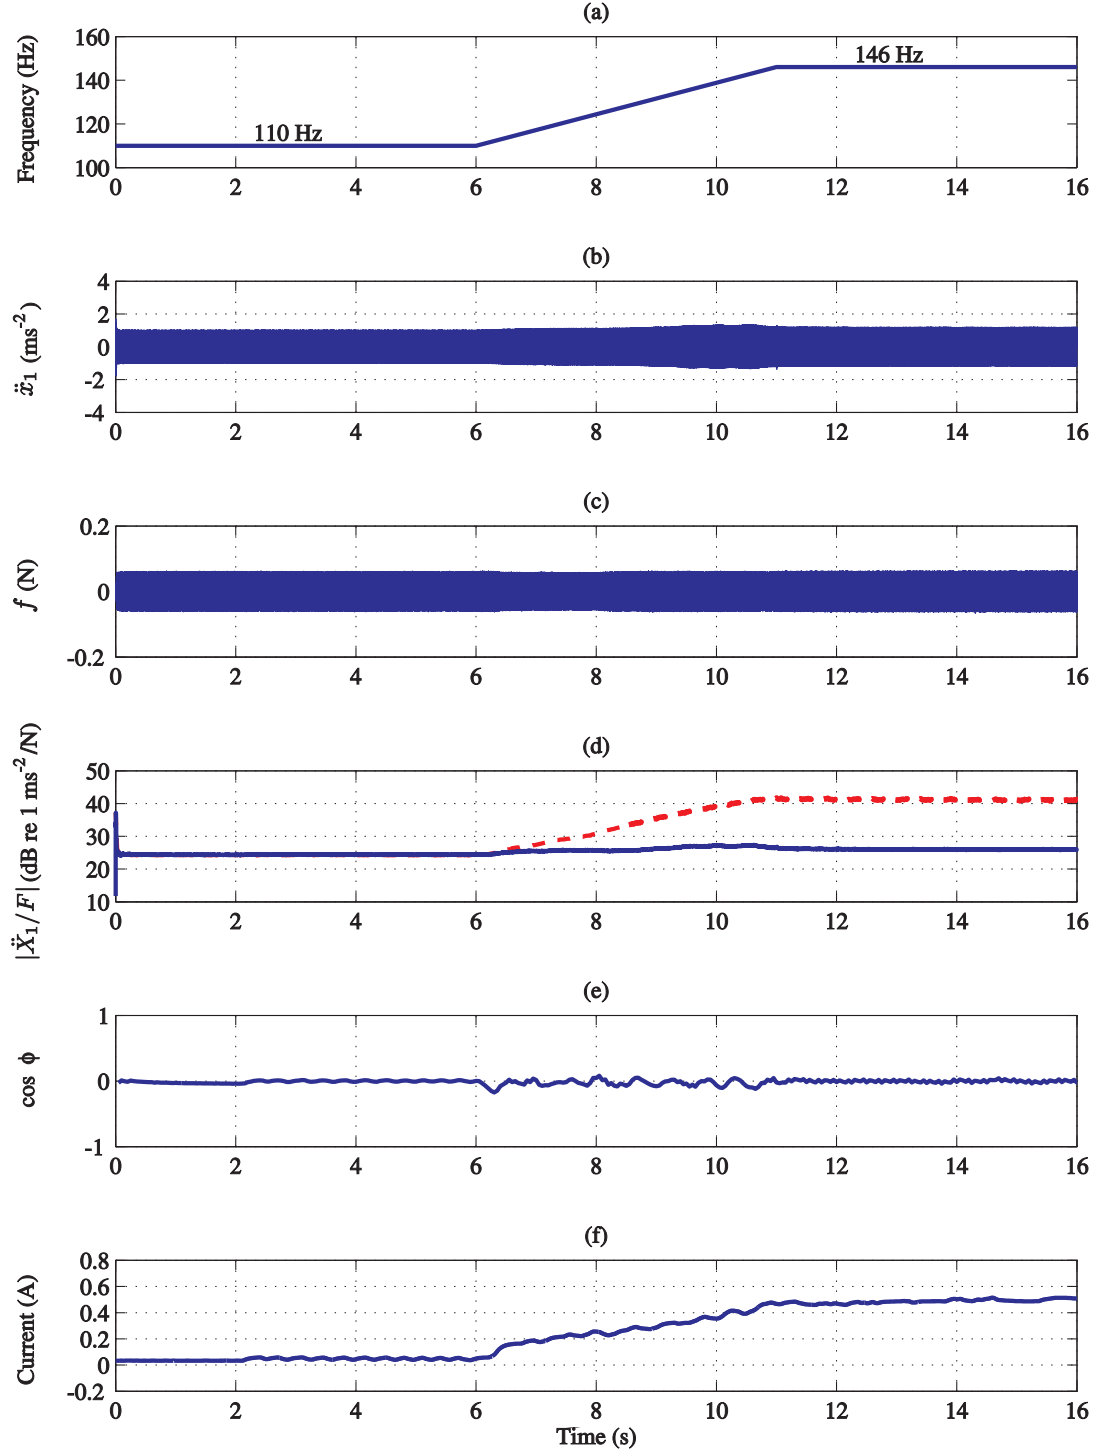 (a)
Frequency (Hz)
160
140
120
100
110 Hz
146 Hz
0 2 4 6 8 10 12 14 16
(b)
ẍ₁ (ms⁻²)
4
2
0
-2
-4
0 2 4 6 8 10 12 14 16
(c)
f (N)
0.2
0
-0.2
0 2 4 6 8 10 12 14 16
(d)
|Ẍ₁/F| (dB re 1 ms⁻²/N)
50
40
30
20
10
0 2 4 6 8 10 12 14 16
(e)
cos ϕ
1
0
-1
0 2 4 6 8 10 12 14 16
(f)
Current (A)
0.8
0.6
0.4
0.2
0
-0.2
0 2 4 6 8 10 12 14 16
Time (s)